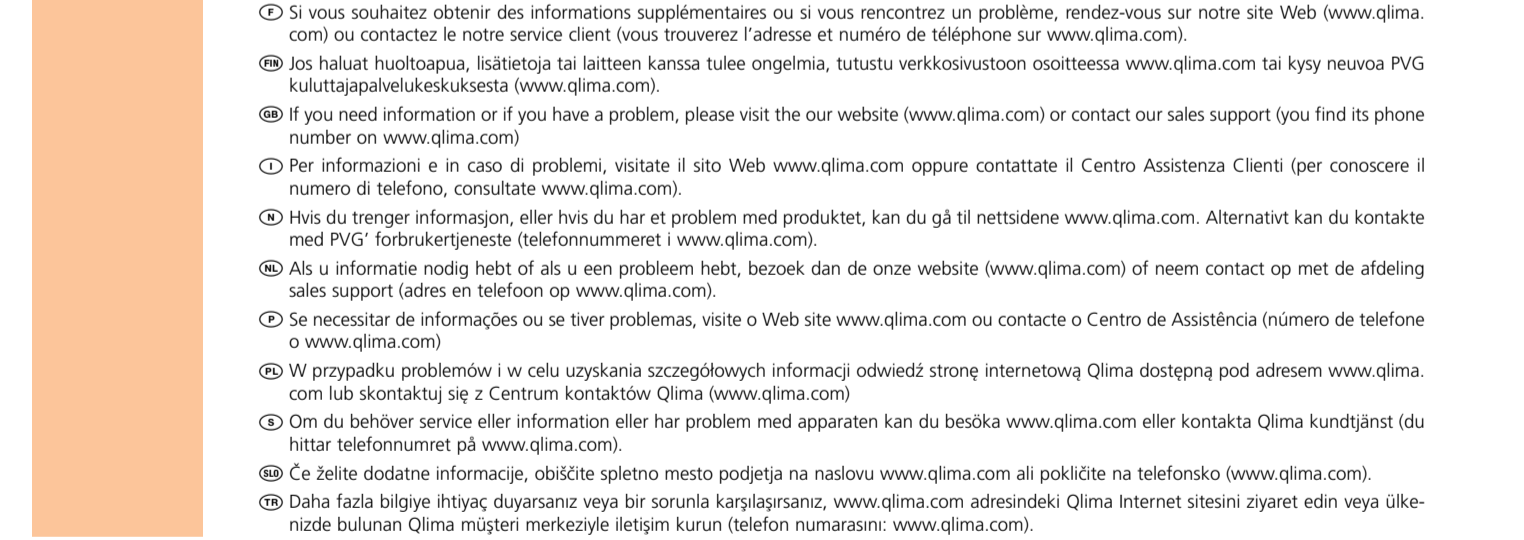 F Si vous souhaitez obtenir des informations supplémentaires ou si vous rencontrez un problème, rendez-vous sur notre site Web (www.qlima.
com) ou contactez le notre service client (vous trouverez l’adresse et numéro de téléphone sur www.qlima.com).
FIN Jos haluat huoltoapua, lisätietoja tai laitteen kanssa tulee ongelmia, tutustu verkkosivustoon osoitteessa www.qlima.com tai kysy neuvoa PVG
kuluttajapalvelukeskuksesta (www.qlima.com).
GB If you need information or if you have a problem, please visit the our website (www.qlima.com) or contact our sales support (you find its phone
number on www.qlima.com)
I Per informazioni e in caso di problemi, visitate il sito Web www.qlima.com oppure contattate il Centro Assistenza Clienti (per conoscere il
numero di telefono, consultate www.qlima.com).
N Hvis du trenger informasjon, eller hvis du har et problem med produktet, kan du gå til nettsidene www.qlima.com. Alternativt kan du kontakte
med PVG’ forbrukertjeneste (telefonnummeret i www.qlima.com).
NL Als u informatie nodig hebt of als u een probleem hebt, bezoek dan de onze website (www.qlima.com) of neem contact op met de afdeling
sales support (adres en telefoon op www.qlima.com).
P Se necessitar de informações ou se tiver problemas, visite o Web site www.qlima.com ou contacte o Centro de Assistência (número de telefone
o www.qlima.com)
PL W przypadku problemów i w celu uzyskania szczegółowych informacji odwiedź stronę internetową Qlima dostępną pod adresem www.qlima.
com lub skontaktuj się z Centrum kontaktów Qlima (www.qlima.com)
S Om du behöver service eller information eller har problem med apparaten kan du besöka www.qlima.com eller kontakta Qlima kundtjänst (du
hittar telefonnumret på www.qlima.com).
SLO Če želite dodatne informacije, obiščite spletno mesto podjetja na naslovu www.qlima.com ali pokličite na telefonsko (www.qlima.com).
TR Daha fazla bilgiye ihtiyaç duyarsanız veya bir sorunla karşılaşırsanız, www.qlima.com adresindeki Qlima Internet sitesini ziyaret edin veya ülke-
nizde bulunan Qlima müşteri merkeziyle iletişim kurun (telefon numarasını: www.qlima.com).